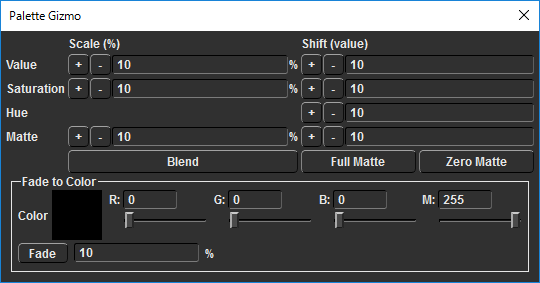 Palette Gizmo
Scale (%) Shift (value)
Value + - 10 % + - 10
Saturation + - 10 % + - 10
Hue + - 10
Matte + - 10 % + - 10
Blend Full Matte Zero Matte
Fade to Color
Color R: 0 G: 0 B: 0 M: 255
Fade 10 %